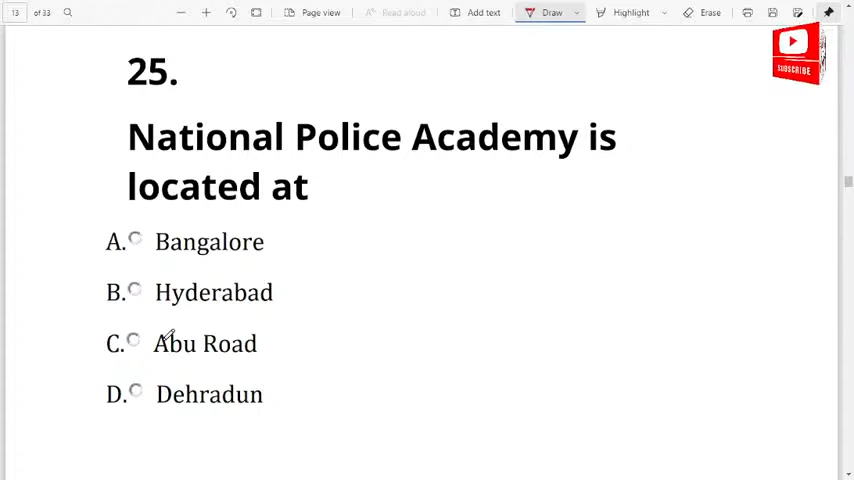 13 of 33 Page view Read aloud Add text Draw Highlight Erase
SUBSCRIBE
25.
National Police Academy is
located at
A. Bangalore
B. Hyderabad
C. Abu Road
D. Dehradun